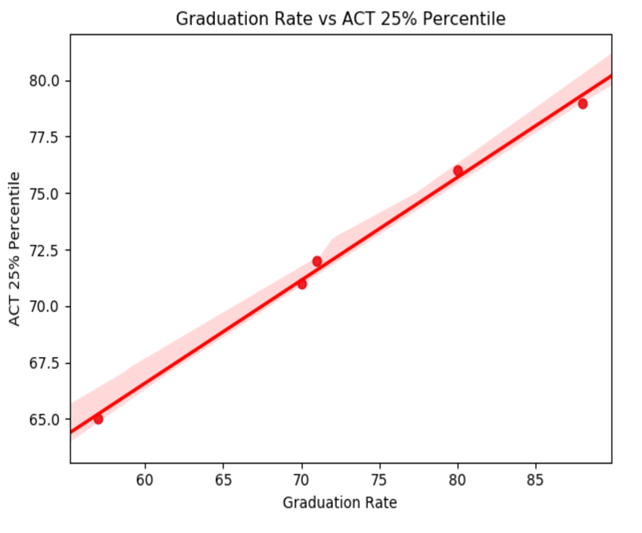 Graduation Rate vs ACT 25% Percentile
80.0
77.5
75.0
72.5
70.0
67.5
65.0
ACT 25% Percentile
60 65 70 75 80 85
Graduation Rate